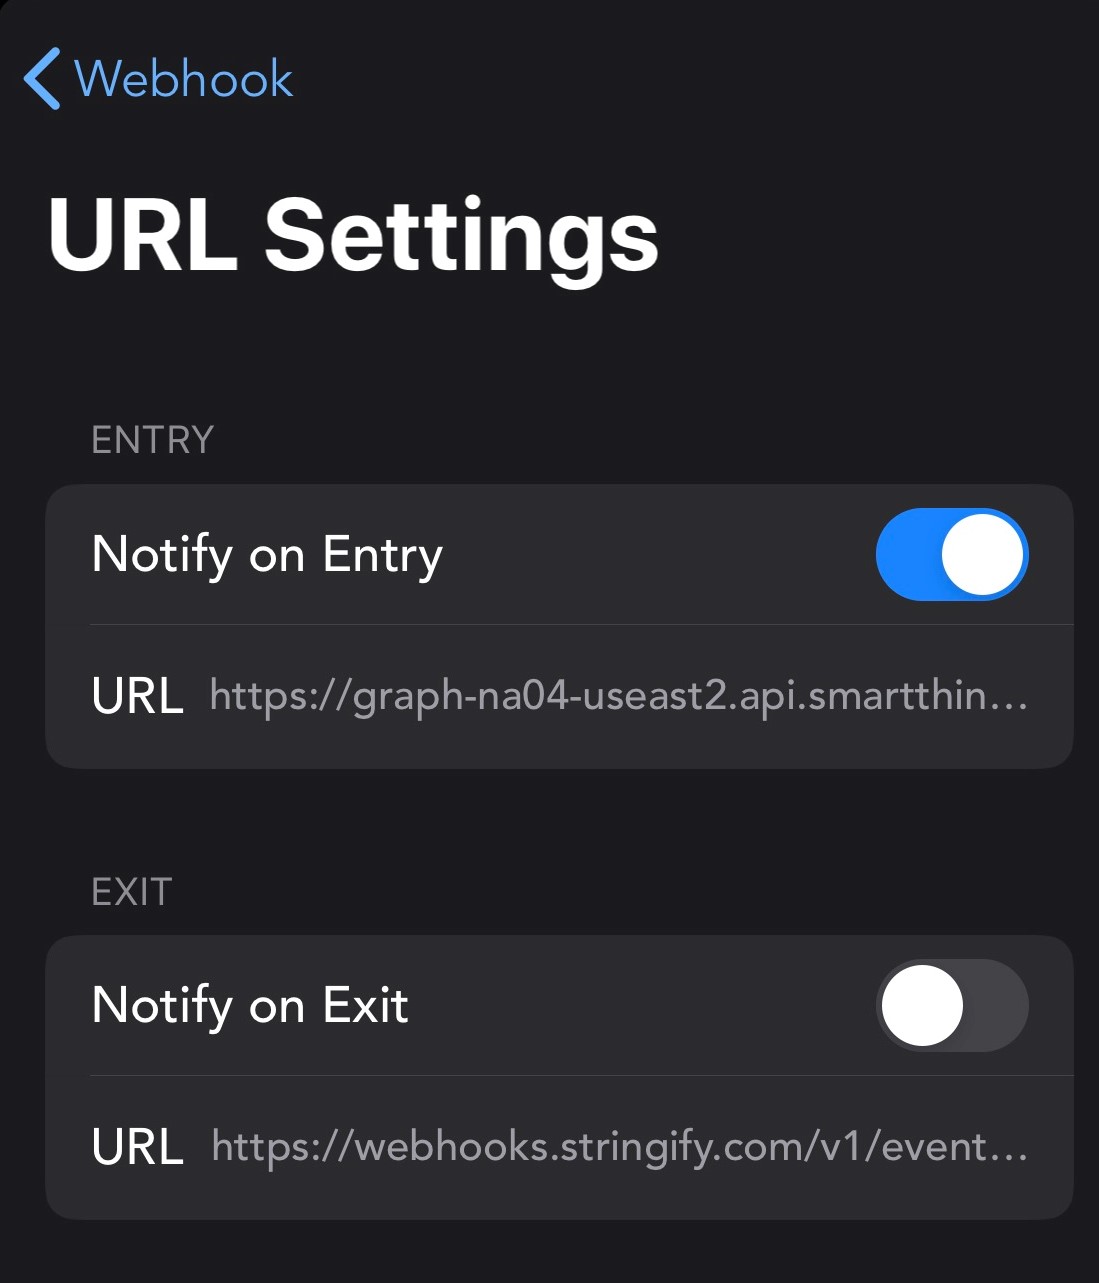 Webhook
URL Settings
ENTRY
Notify on Entry
URL https://graph-na04-useast2.api.smartthin...
EXIT
Notify on Exit
URL https://webhooks.stringify.com/v1/event...